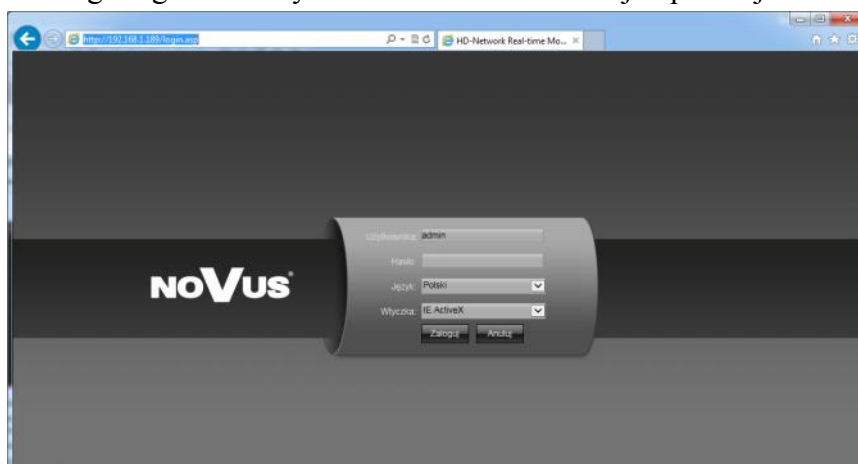 http://192.168.1.189/login.asp
HD-Network Real-time Mo...
Użytkownika: admin
Hasło:
NOVUS®
Język: Polski
Wtyczka: IE ActiveX
Zaloguj Anuluj